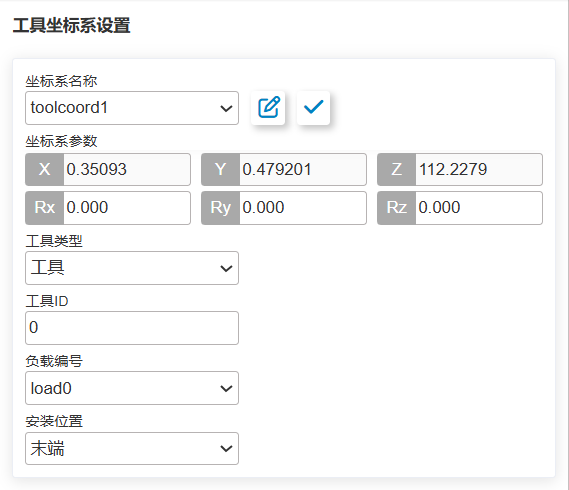 工具坐标系设置
坐标系名称
toolcoord1
坐标系参数
X 0.35093 Y 0.479201 Z 112.2279
Rx 0.000 Ry 0.000 Rz 0.000
工具类型
工具
工具ID
0
负载编号
load0
安装位置
末端